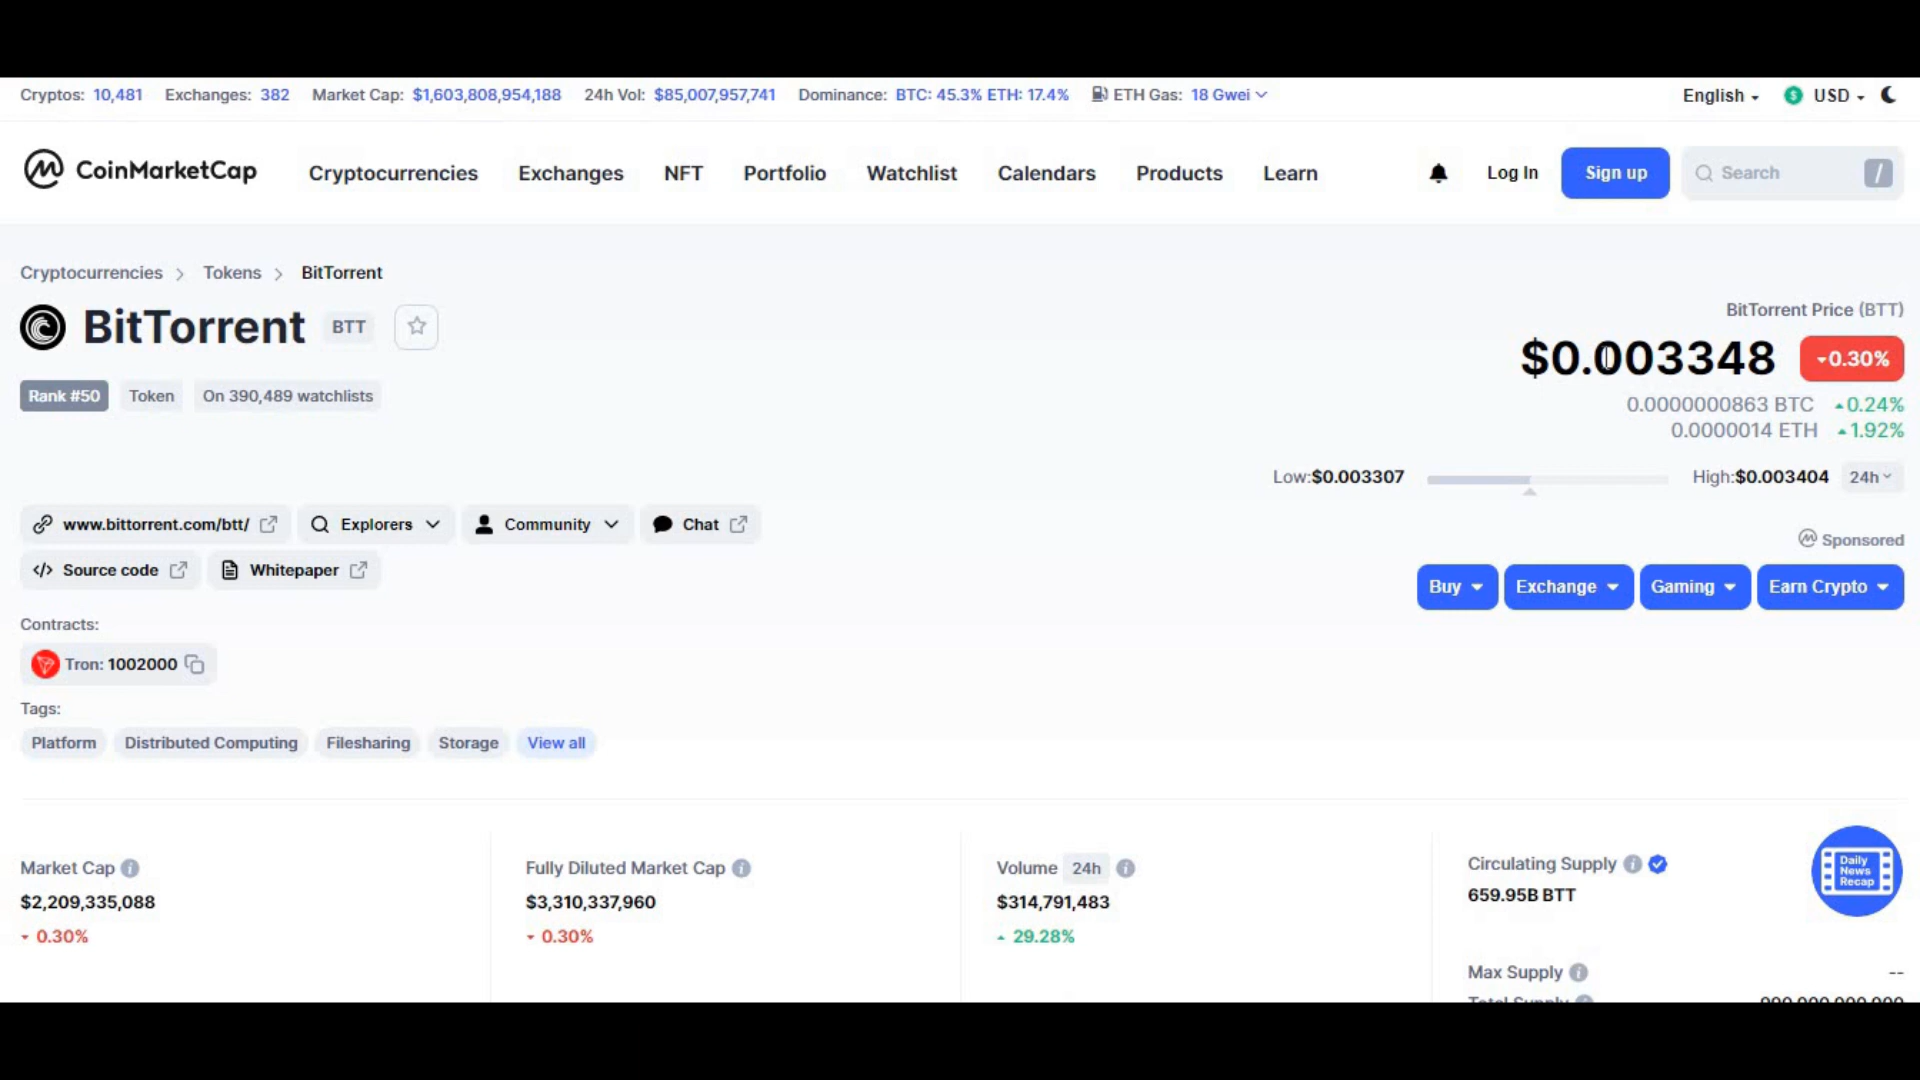 Cryptos: 10,481 Exchanges: 382 Market Cap: $1,603,808,954,188 24h Vol: $85,007,957,741 Dominance: BTC: 45.3% ETH: 17.4% ETH Gas: 18 Gwei English USD
CoinMarketCap Cryptocurrencies Exchanges NFT Portfolio Watchlist Calendars Products Learn Log In Sign up Search /
Cryptocurrencies > Tokens > BitTorrent
BitTorrent BTT
Rank #50 Token On 390,489 watchlists
BitTorrent Price (BTT)
$0.003348 0.30%
0.0000000863 BTC 0.24%
0.0000014 ETH 1.92%
Low:$0.003307 High:$0.003404 24h
www.bittorrent.com/btt/ Explorers Community Chat
Source code Whitepaper
Sponsored
Buy Exchange Gaming Earn Crypto
Contracts:
Tron: 1002000
Tags:
Platform Distributed Computing Filesharing Storage View all
Market Cap
$2,209,335,088
0.30%
Fully Diluted Market Cap
$3,310,337,960
0.30%
Volume 24h
$314,791,483
29.28%
Circulating Supply
659.95B BTT
Daily
News
Recap
Max Supply --
Total Supply 990,000,000,000